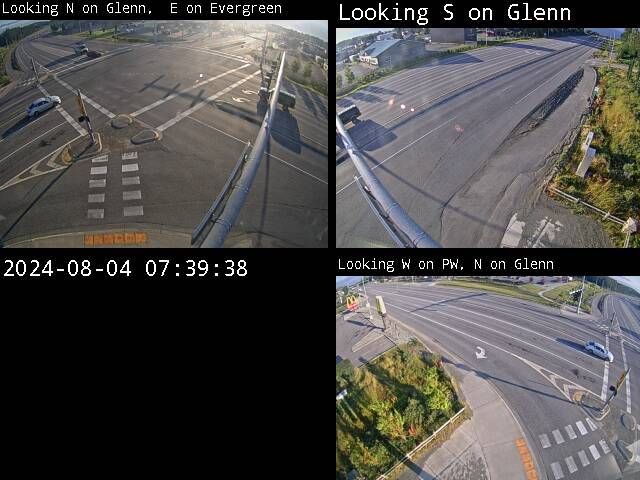 Looking N on Glenn,  E on Evergreen
Looking S on Glenn
2024-08-04 07:39:38
Looking W on PW, N on Glenn